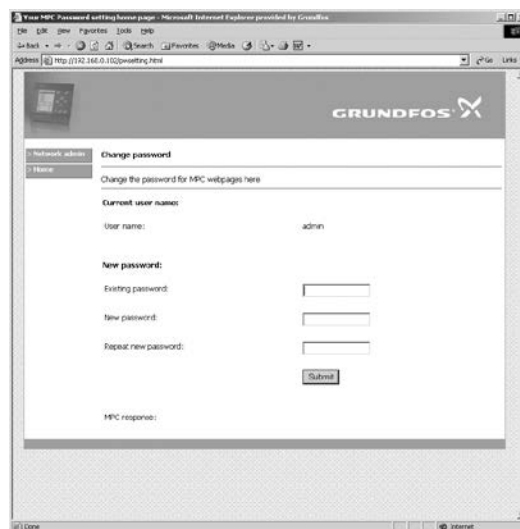 Your MPC Password setting home page - Microsoft Internet Explorer provided by Grundfos
File Edit View Favorites Tools Help
Back Search Favorites Media
Address http://192.168.0.102/pwsetting.html Go Links
GRUNDFOS
> Network admin
> Home
Change password
Change the password for MPC webpages here
Current user name:
User name: admin
New password:
Existing password:
New password:
Repeat new password:
Submit
MPC response:
Done Internet